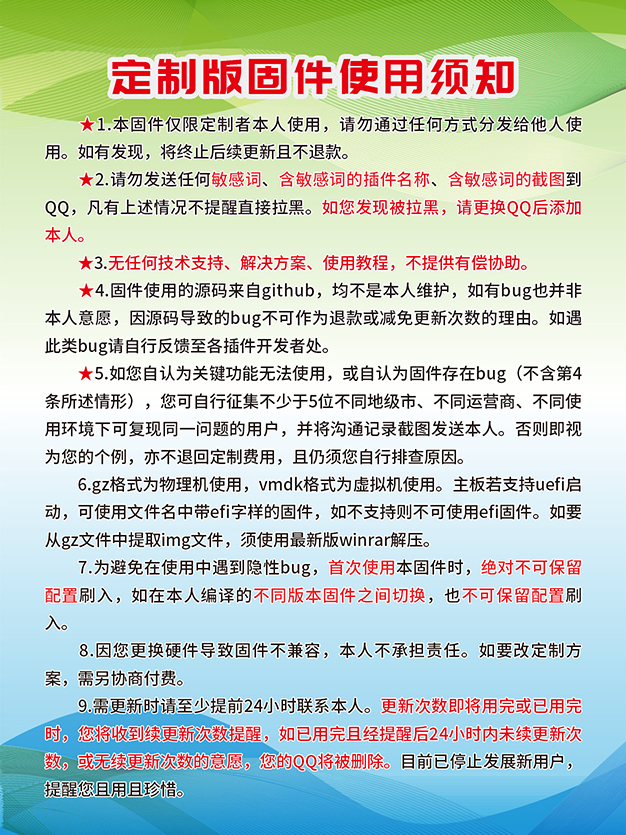 定制版固件使用须知
★1.本固件仅限定制者本人使用，请勿通过任何方式分发给他人使
用。如有发现，将终止后续更新且不退款。
★2.请勿发送任何敏感词、含敏感词的插件名称、含敏感词的截图到
QQ，凡有上述情况不提醒直接拉黑。如您发现被拉黑，请更换QQ后添加
本人。
★3.无任何技术支持、解决方案、使用教程，不提供有偿协助。
★4.固件使用的源码来自github，均不是本人维护，如有bug也并非
本人意愿，因源码导致的bug不可作为退款或减免更新次数的理由。如遇
此类bug请自行反馈至各插件开发者处。
★5.如您自认为关键功能无法使用，或自认为固件存在bug（不含第4
条所述情形），您可自行征集不少于5位不同地级市、不同运营商、不同使
用环境下可复现同一问题的用户，并将沟通记录截图发送本人。否则即视
为您的个例，亦不退回定制费用，且仍须您自行排查原因。
6.gz格式为物理机使用，vmdk格式为虚拟机使用。主板若支持uefi启
动，可使用文件名中带efi字样的固件，如不支持则不可使用efi固件。如要
从gz文件中提取img文件，须使用最新版winrar解压。
7.为避免在使用中遇到隐性bug，首次使用本固件时，绝对不可保留
配置刷入，如在本人编译的不同版本固件之间切换，也不可保留配置刷
入。
8.因您更换硬件导致固件不兼容，本人不承担责任。如要改定制方
案，需另协商付费。
9.需更新时请至少提前24小时联系本人。更新次数即将用完或已用完
时，您将收到续更新次数提醒，如已用完且经提醒后24小时内未续更新次
数，或无续更新次数的意愿，您的QQ将被删除。目前已停止发展新用户，
提醒您且用且珍惜。